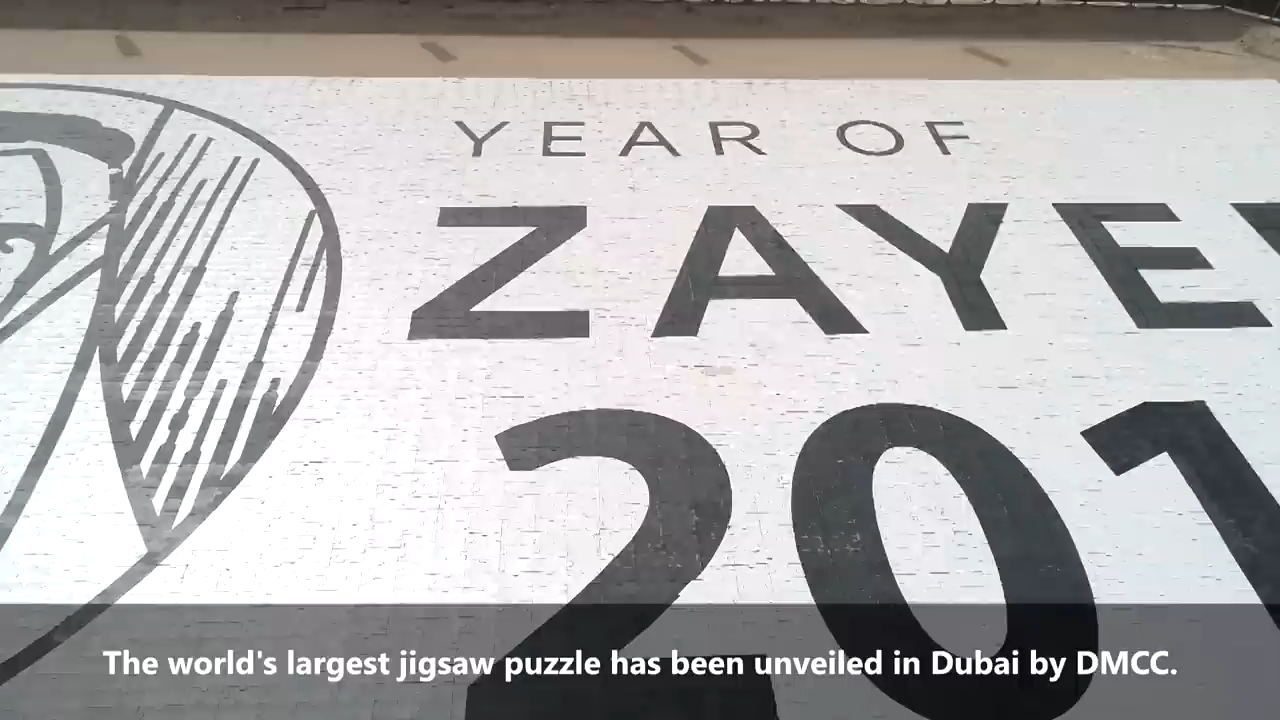 YEAR OF
ZAYE
201
The world's largest jigsaw puzzle has been unveiled in Dubai by DMCC.